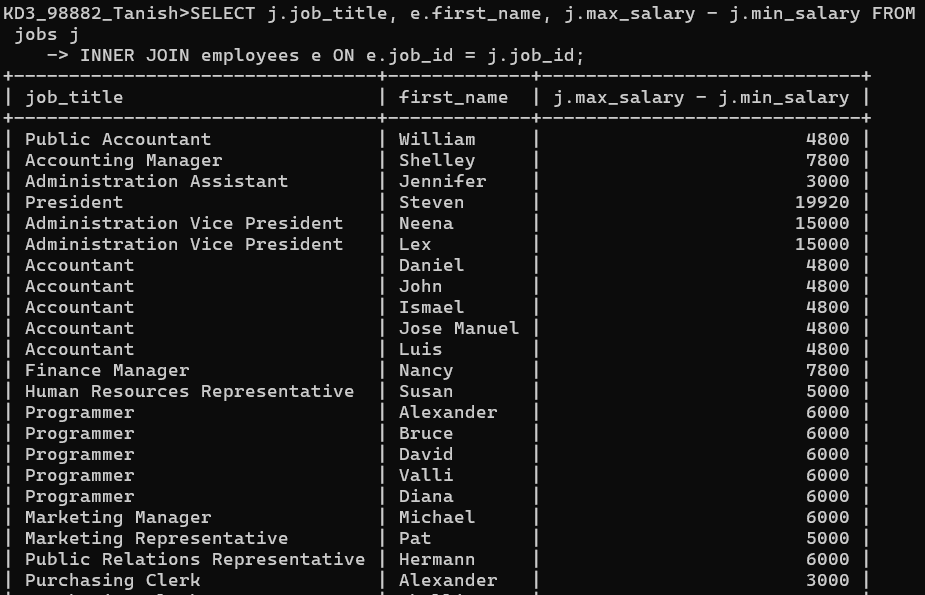 KD3_98882_Tanish>SELECT j.job_title, e.first_name, j.max_salary - j.min_salary FROM
 jobs j
    -> INNER JOIN employees e ON e.job_id = j.job_id;
+---------------------------------+-------------+-----------------------------+
| job_title                       | first_name  | j.max_salary - j.min_salary |
+---------------------------------+-------------+-----------------------------+
| Public Accountant               | William     |                        4800 |
| Accounting Manager              | Shelley     |                        7800 |
| Administration Assistant        | Jennifer    |                        3000 |
| President                       | Steven      |                       19920 |
| Administration Vice President   | Neena       |                       15000 |
| Administration Vice President   | Lex         |                       15000 |
| Accountant                      | Daniel      |                        4800 |
| Accountant                      | John        |                        4800 |
| Accountant                      | Ismael      |                        4800 |
| Accountant                      | Jose Manuel |                        4800 |
| Accountant                      | Luis        |                        4800 |
| Finance Manager                 | Nancy       |                        7800 |
| Human Resources Representative  | Susan       |                        5000 |
| Programmer                      | Alexander   |                        6000 |
| Programmer                      | Bruce       |                        6000 |
| Programmer                      | David       |                        6000 |
| Programmer                      | Valli       |                        6000 |
| Programmer                      | Diana       |                        6000 |
| Marketing Manager               | Michael     |                        6000 |
| Marketing Representative        | Pat         |                        5000 |
| Public Relations Representative | Hermann     |                        6000 |
| Purchasing Clerk                | Alexander   |                        3000 |